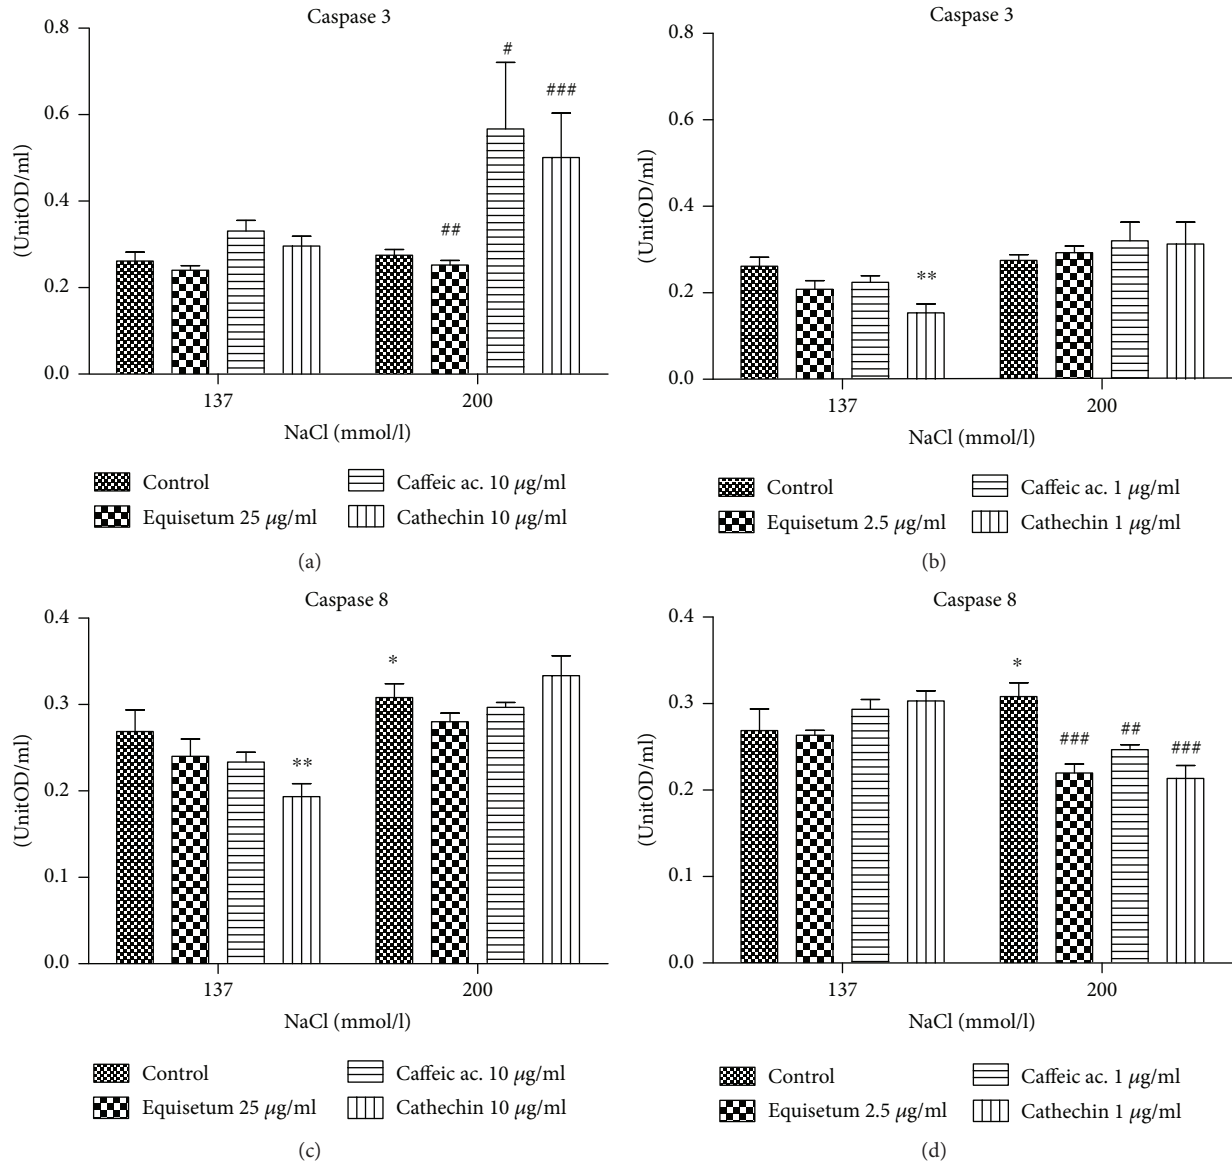 Caspase 3
0.8
0.6
0.4
0.2
0.0
(UnitOD/ml)
#
###
##
137
200
NaCl (mmol/l)
Control
Caffeic ac. 10 μg/ml
Equisetum 25 μg/ml
Cathechin 10 μg/ml
(a)
Caspase 3
0.8
0.6
0.4
0.2
0.0
(UnitOD/ml)
**
137
200
NaCl (mmol/l)
Control
Caffeic ac. 1 μg/ml
Equisetum 2.5 μg/ml
Cathechin 1 μg/ml
(b)
Caspase 8
0.4
0.3
0.2
0.1
0.0
(UnitOD/ml)
*
**
137
200
NaCl (mmol/l)
Control
Caffeic ac. 10 μg/ml
Equisetum 25 μg/ml
Cathechin 10 μg/ml
(c)
Caspase 8
0.4
0.3
0.2
0.1
0.0
(UnitOD/ml)
*
###
##
###
137
200
NaCl (mmol/l)
Control
Caffeic ac. 1 μg/ml
Equisetum 2.5 μg/ml
Cathechin 1 μg/ml
(d)